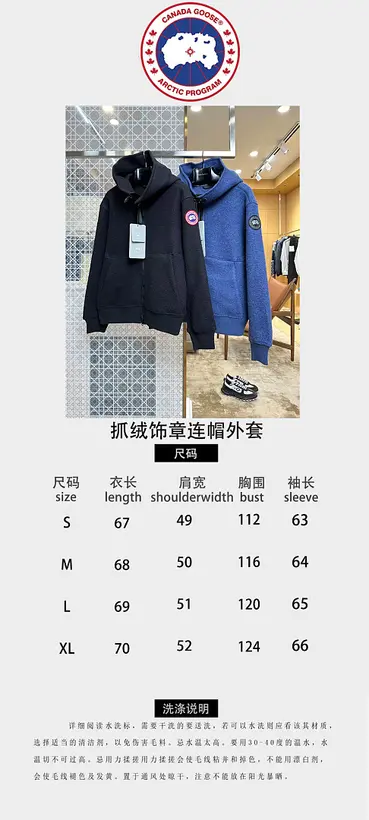 CANADA GOOSE®
ARCTIC PROGRAM
抓绒饰章连帽外套
尺码
尺码 衣长 肩宽 胸围 袖长
size length shoulderwidth bust sleeve
S 67 49 112 63
M 68 50 116 64
L 69 51 120 65
XL 70 52 124 66
洗涤说明
详细阅读水洗标，需要干洗的要送洗，若可以水洗则应看该其材质，
选择适当的清洁剂，以免伤害毛料。总水温太高。要用30-40度的温水，水
温切不可过高。总用力揉搓用力揉搓会使毛线粘并和掉色，不能用漂白剂，
会使毛线褪色及发黄。置于通风处晾干，注意不能放在阳光暴晒。